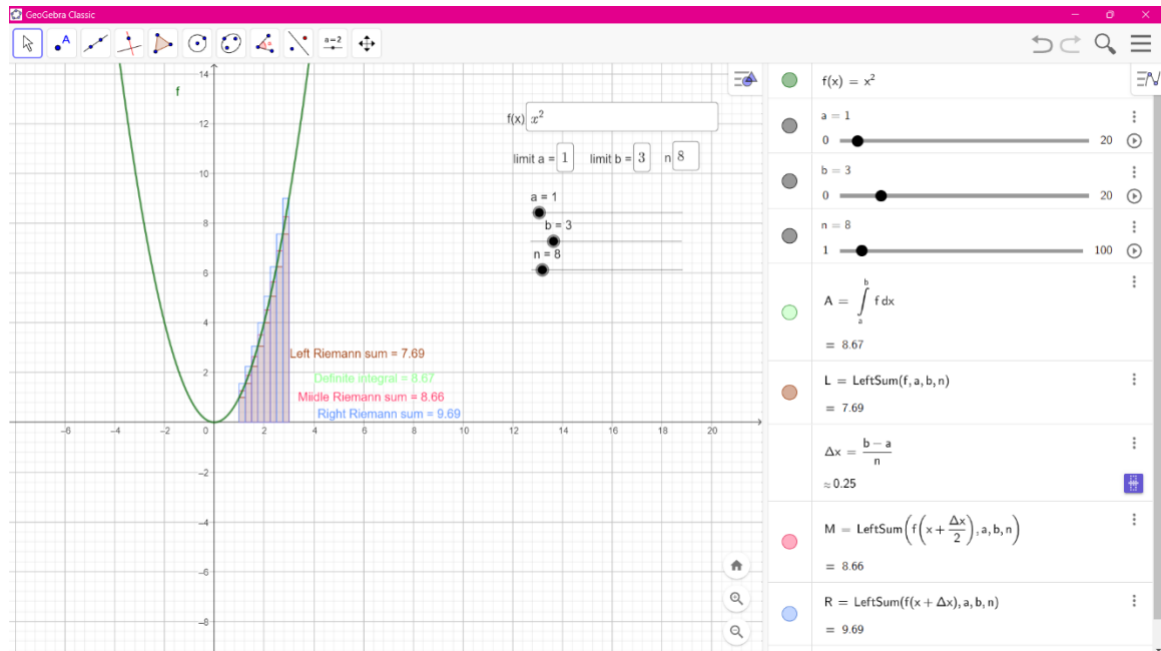 GeoGebra Classic
A
a=2
f
f(x) x²
limit a = 1 limit b = 3 n 8
a = 1
b = 3
n = 8
Left Riemann sum = 7.69
Definite integral = 8.67
Miidle Riemann sum = 8.66
Right Riemann sum = 9.69
14
12
10
8
6
4
2
−6 −4 −2 0 2 4 6 8 10 12 14 16 18 20
−2
−4
−6
−8
f(x) = x²
a = 1
0 20
b = 3
0 20
n = 8
1 100
A = ∫ₐᵇ f dx
= 8.67
L = LeftSum(f, a, b, n)
= 7.69
Δx = (b − a)/n
≈ 0.25
M = LeftSum(f(x + Δx/2), a, b, n)
= 8.66
R = LeftSum(f(x + Δx), a, b, n)
= 9.69